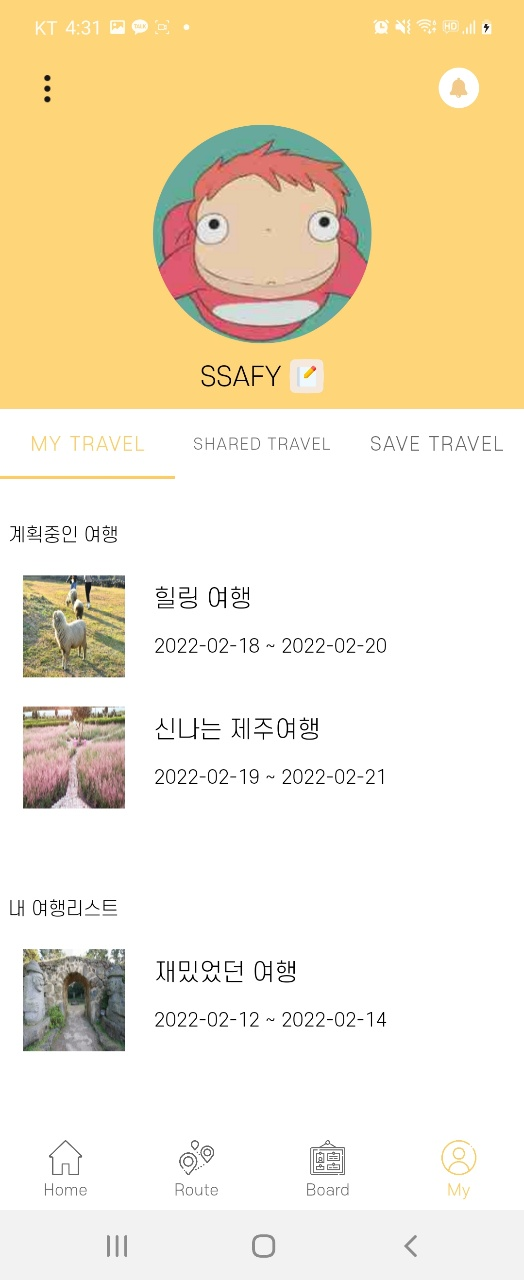 KT 4:31
SSAFY
MY TRAVEL SHARED TRAVEL SAVE TRAVEL
계획중인 여행
힐링 여행
2022-02-18 ~ 2022-02-20
신나는 제주여행
2022-02-19 ~ 2022-02-21
내 여행리스트
재밌었던 여행
2022-02-12 ~ 2022-02-14
Home Route Board My